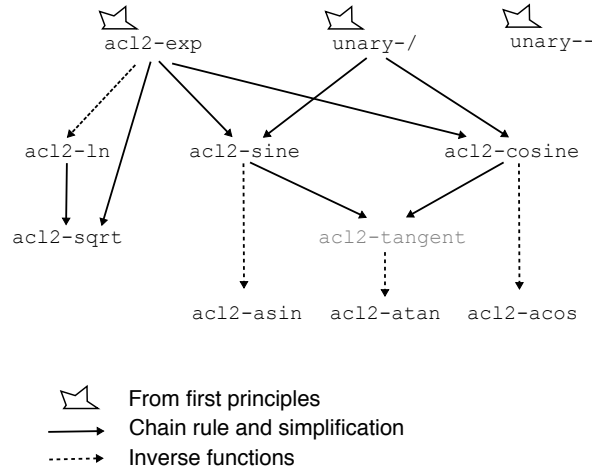 acl2-exp unary-/ unary--
acl2-ln acl2-sine acl2-cosine
acl2-sqrt acl2-tangent
acl2-asin acl2-atan acl2-acos
From first principles
Chain rule and simplification
Inverse functions